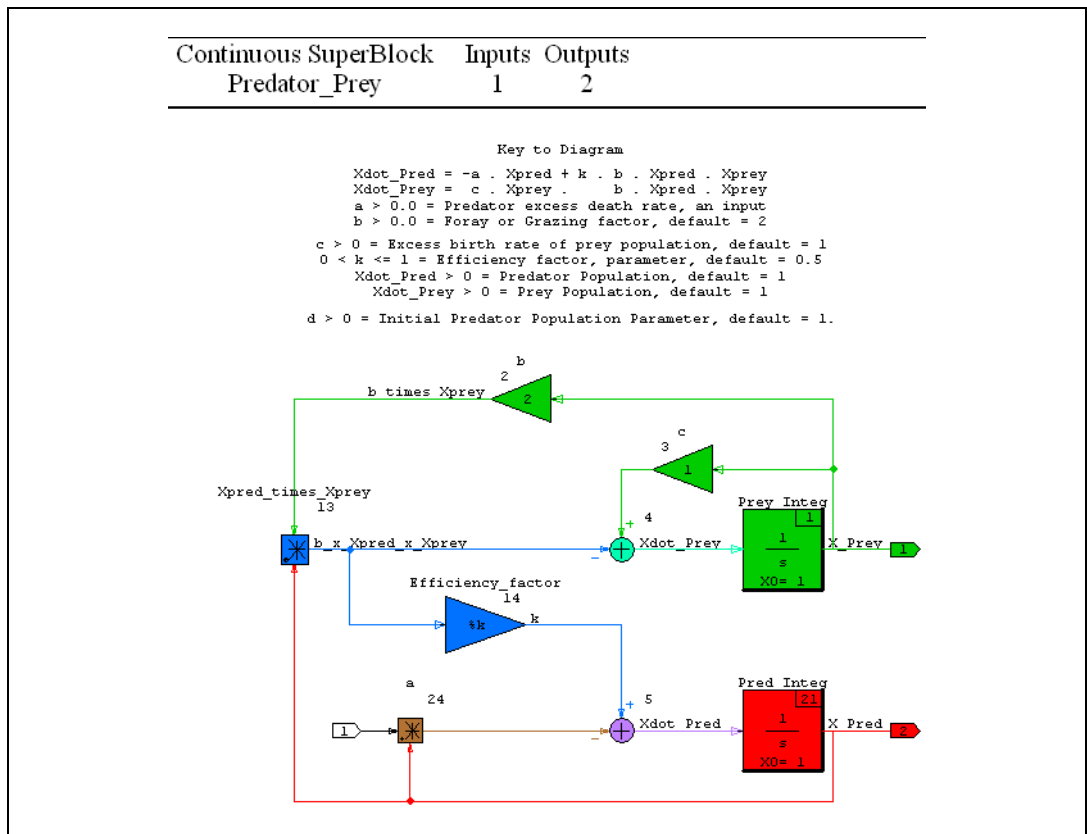 Continuous SuperBlock Inputs Outputs
Predator_Prey 1 2
Key to Diagram
Xdot_Pred = -a . Xpred + k . b . Xpred . Xprey
Xdot_Prey = c . Xprey . b . Xpred . Xprey
a > 0.0 = Predator excess death rate, an input
b > 0.0 = Foray or Grazing factor, default = 2
c > 0 = Excess birth rate of prey population, default = 1
0 < k <= 1 = Efficiency factor, parameter, default = 0.5
Xdot_Pred > 0 = Predator Population, default = 1
Xdot_Prey > 0 = Prey Population, default = 1
d > 0 = Initial Predator Population Parameter, default = 1.
b
2
b times Xprey
2
c
3
1
Xpred_times_Xprey
13
Prey Integ
1
+ 4
b_x_Xpred_x_Xprey
-
Xdot_Prey
1
s
X0= 1
X_Prey
1
Efficiency_factor
14
%k
k
a
24
Pred Integ
21
+ 5
1
-
Xdot Pred
1
s
X0= 1
X Pred
2